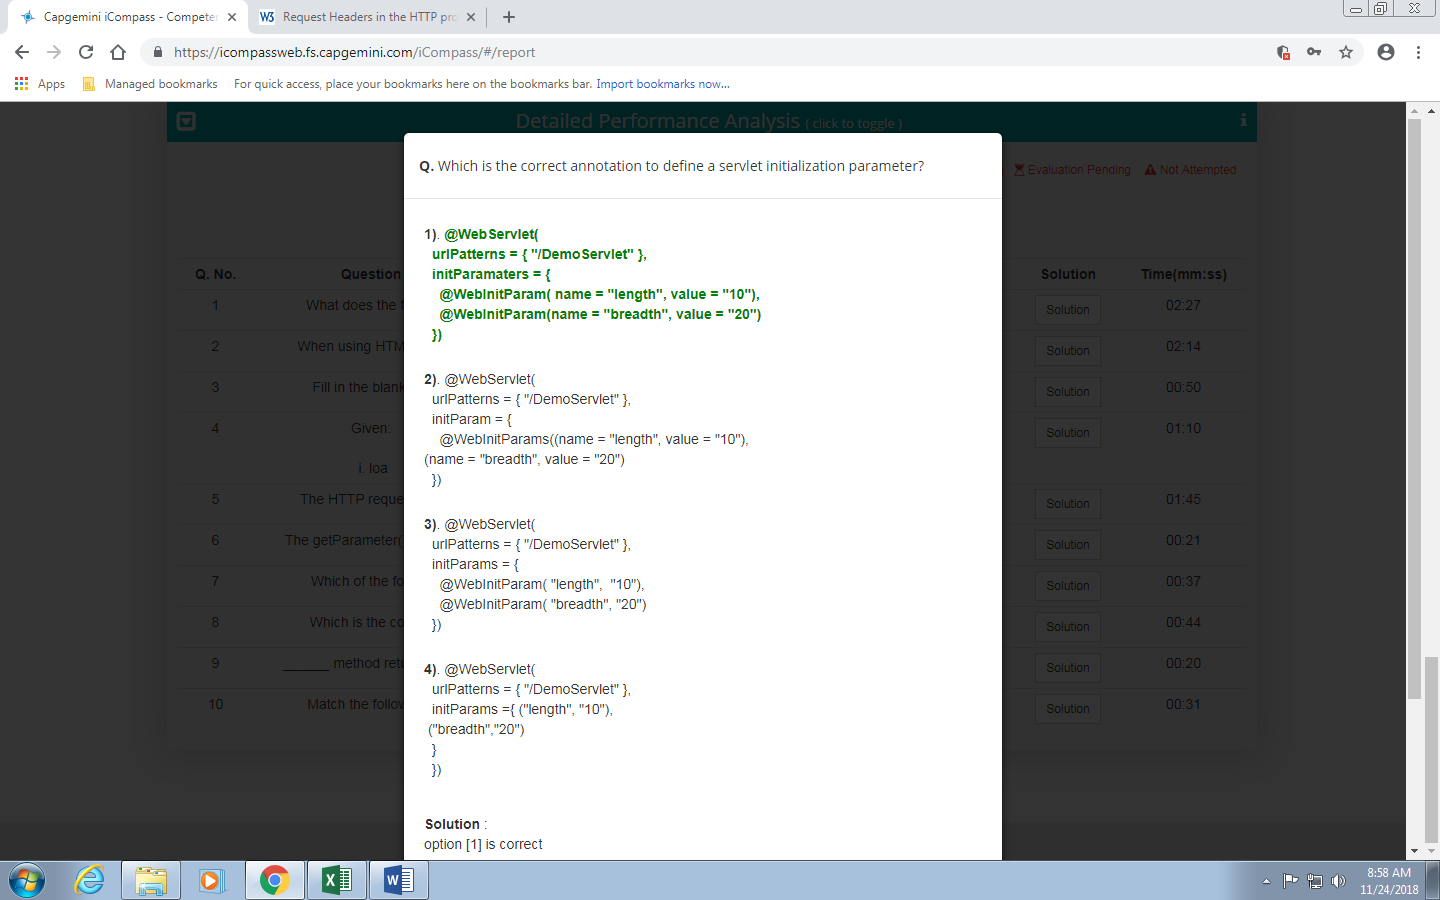 Capgemini iCompass - Competer
Request Headers in the HTTP pro
https://icompassweb.fs.capgemini.com/iCompass/#/report
Apps Managed bookmarks For quick access, place your bookmarks here on the bookmarks bar. Import bookmarks now...
Detailed Performance Analysis ( click to toggle )
Evaluation Pending Not Attempted
Q. Which is the correct annotation to define a servlet initialization parameter?
1). @WebServlet(
urlPatterns = { "/DemoServlet" },
initParamaters = {
@WebInitParam( name = "length", value = "10"),
@WebInitParam(name = "breadth", value = "20")
})
2). @WebServlet(
urlPatterns = { "/DemoServlet" },
initParam = {
@WebInitParams((name = "length", value = "10"),
(name = "breadth", value = "20")
})
3). @WebServlet(
urlPatterns = { "/DemoServlet" },
initParams = {
@WebInitParam( "length",  "10"),
@WebInitParam( "breadth", "20")
})
4). @WebServlet(
urlPatterns = { "/DemoServlet" },
initParams ={ ("length", "10"),
("breadth","20")
}
})
Solution :
option [1] is correct
Q. No. Question Solution Time(mm:ss)
1 What does the Solution 02:27
2 When using HTM Solution 02:14
3 Fill in the blank Solution 00:50
4 Given: Solution 01:10
i. loa
5 The HTTP reque Solution 01:45
6 The getParameter( Solution 00:21
7 Which of the fo Solution 00:37
8 Which is the co Solution 00:44
9 ______ method ret Solution 00:20
10 Match the follow Solution 00:31
8:58 AM
11/24/2018